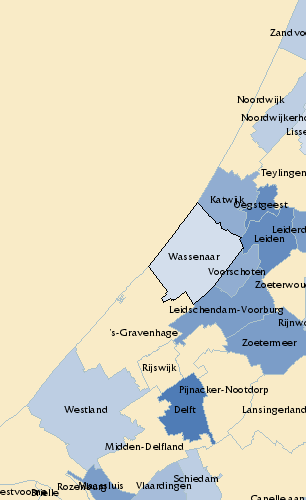 Zandvoo
Noordwijk
Noordwijkerho
Lisse
Teylingen
Katwijk
Oegstgeest
Leiderd
Leiden
Wassenaar
Voorschoten
Zoeterwou
Leidschendam-Voorburg
Rijnwo
's-Gravenhage
Zoetermeer
Rijswijk
Pijnacker-Nootdorp
Westland
Delft
Lansingerland
Midden-Delfland
Schiedam
Rozenburg
Maassluis
Vlaardingen
estvoorne
Brielle
Capelle aan